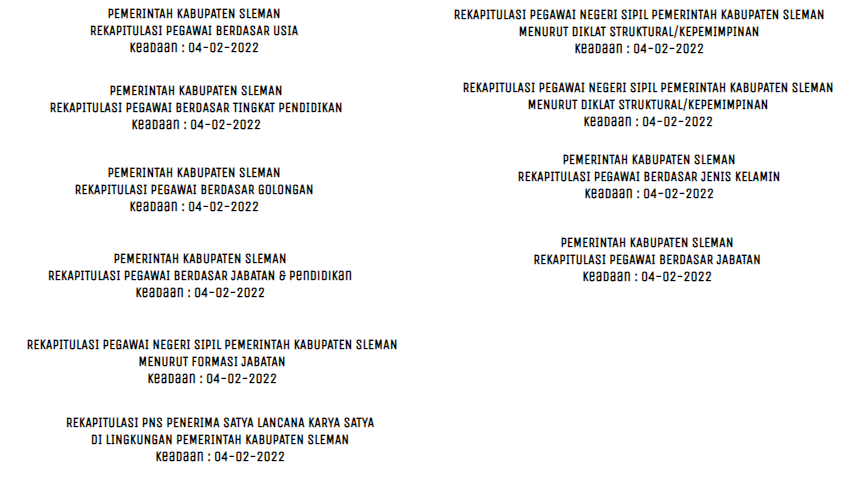 PEMERINTAH KABUPATEN SLEMAN
REKAPITULASI PEGAWAI BERDASAR USIA
Keadaan : 04-02-2022
PEMERINTAH KABUPATEN SLEMAN
REKAPITULASI PEGAWAI BERDASAR TINGKAT PENDIDIKAN
Keadaan : 04-02-2022
PEMERINTAH KABUPATEN SLEMAN
REKAPITULASI PEGAWAI BERDASAR GOLONGAN
Keadaan : 04-02-2022
PEMERINTAH KABUPATEN SLEMAN
REKAPITULASI PEGAWAI BERDASAR JABATAN & Pendidikan
Keadaan : 04-02-2022
REKAPITULASI PEGAWAI NEGERI SIPIL PEMERINTAH KABUPATEN SLEMAN
MENURUT FORMASI JABATAN
Keadaan : 04-02-2022
REKAPITULASI PNS PENERIMA SATYA LANCANA KARYA SATYA
DI LINGKUNGAN PEMERINTAH KABUPATEN SLEMAN
Keadaan : 04-02-2022
REKAPITULASI PEGAWAI NEGERI SIPIL PEMERINTAH KABUPATEN SLEMAN
MENURUT DIKLAT STRUKTURAL/KEPEMIMPINAN
Keadaan : 04-02-2022
REKAPITULASI PEGAWAI NEGERI SIPIL PEMERINTAH KABUPATEN SLEMAN
MENURUT DIKLAT STRUKTURAL/KEPEMIMPINAN
Keadaan : 04-02-2022
PEMERINTAH KABUPATEN SLEMAN
REKAPITULASI PEGAWAI BERDASAR JENIS KELAMIN
Keadaan : 04-02-2022
PEMERINTAH KABUPATEN SLEMAN
REKAPITULASI PEGAWAI BERDASAR JABATAN
Keadaan : 04-02-2022